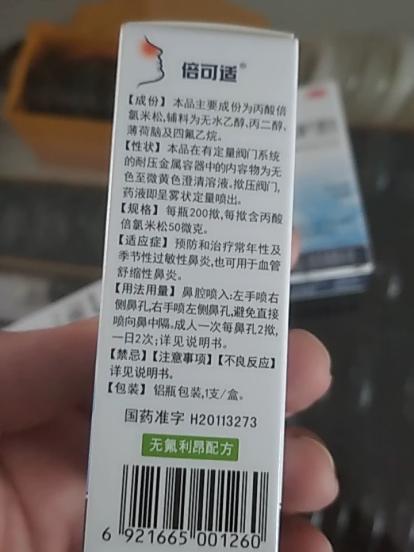 倍可适®
【成份】本品主要成份为丙酸倍
氯米松,辅料为无水乙醇、丙二醇、
薄荷脑及四氟乙烷。
【性状】本品在有定量阀门系统
的耐压金属容器中的内容物为无
色至微黄色澄清溶液。揿压阀门,
药液即呈雾状定量喷出。
【规格】每瓶200揿,每揿含丙酸
倍氯米松50微克。
【适应症】预防和治疗常年性及
季节性过敏性鼻炎,也可用于血管
舒缩性鼻炎。
【用法用量】鼻腔喷入:左手喷右
侧鼻孔,右手喷左侧鼻孔,避免直接
喷向鼻中隔。成人一次每鼻孔2揿,
一日2次;详见说明书。
【禁忌】【注意事项】【不良反应】
详见说明书。
【包装】铝瓶包装,1支/盒。
国药准字 H20113273
无氟利昂配方
6 921665 001260